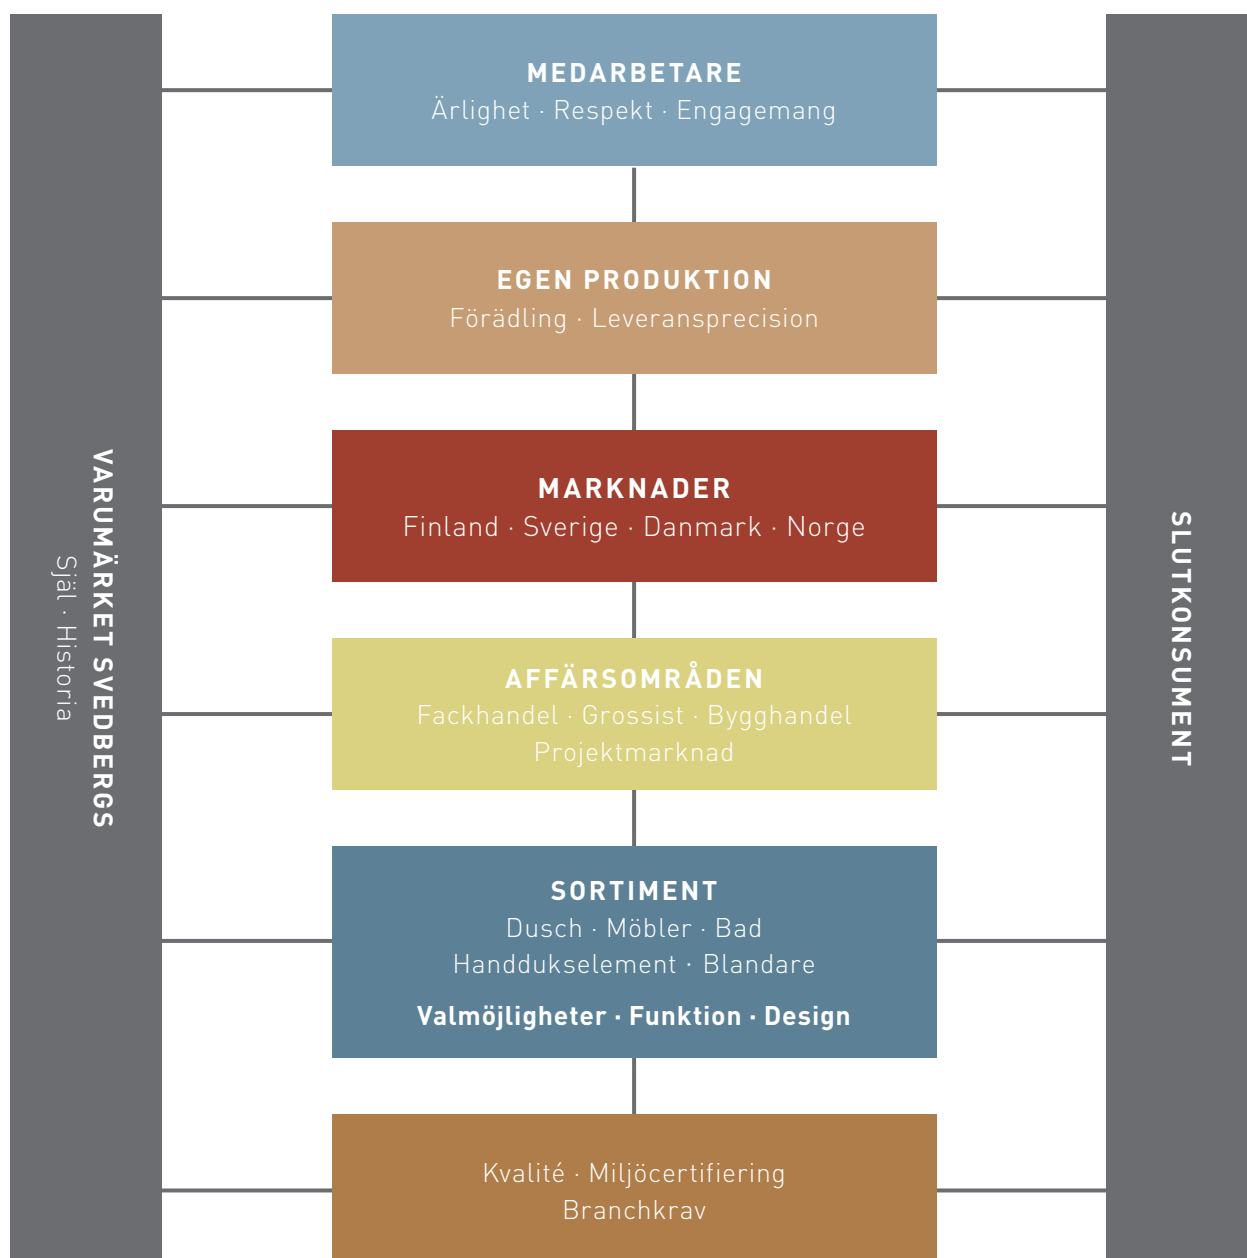 VARUMÄRKET SVEDBERGS
Själ · Historia
MEDARBETARE
Ärlighet · Respekt · Engagemang
EGEN PRODUKTION
Förädling · Leveransprecision
MARKNADER
Finland · Sverige · Danmark · Norge
AFFÄRSOMRÅDEN
Fackhandel · Grossist · Bygghandel
Projektmarknad
SORTIMENT
Dusch · Möbler · Bad
Handdukselement · Blandare
Valmöjligheter · Funktion · Design
Kvalité · Miljöcertifiering
Branchkrav
SLUTKONSUMENT